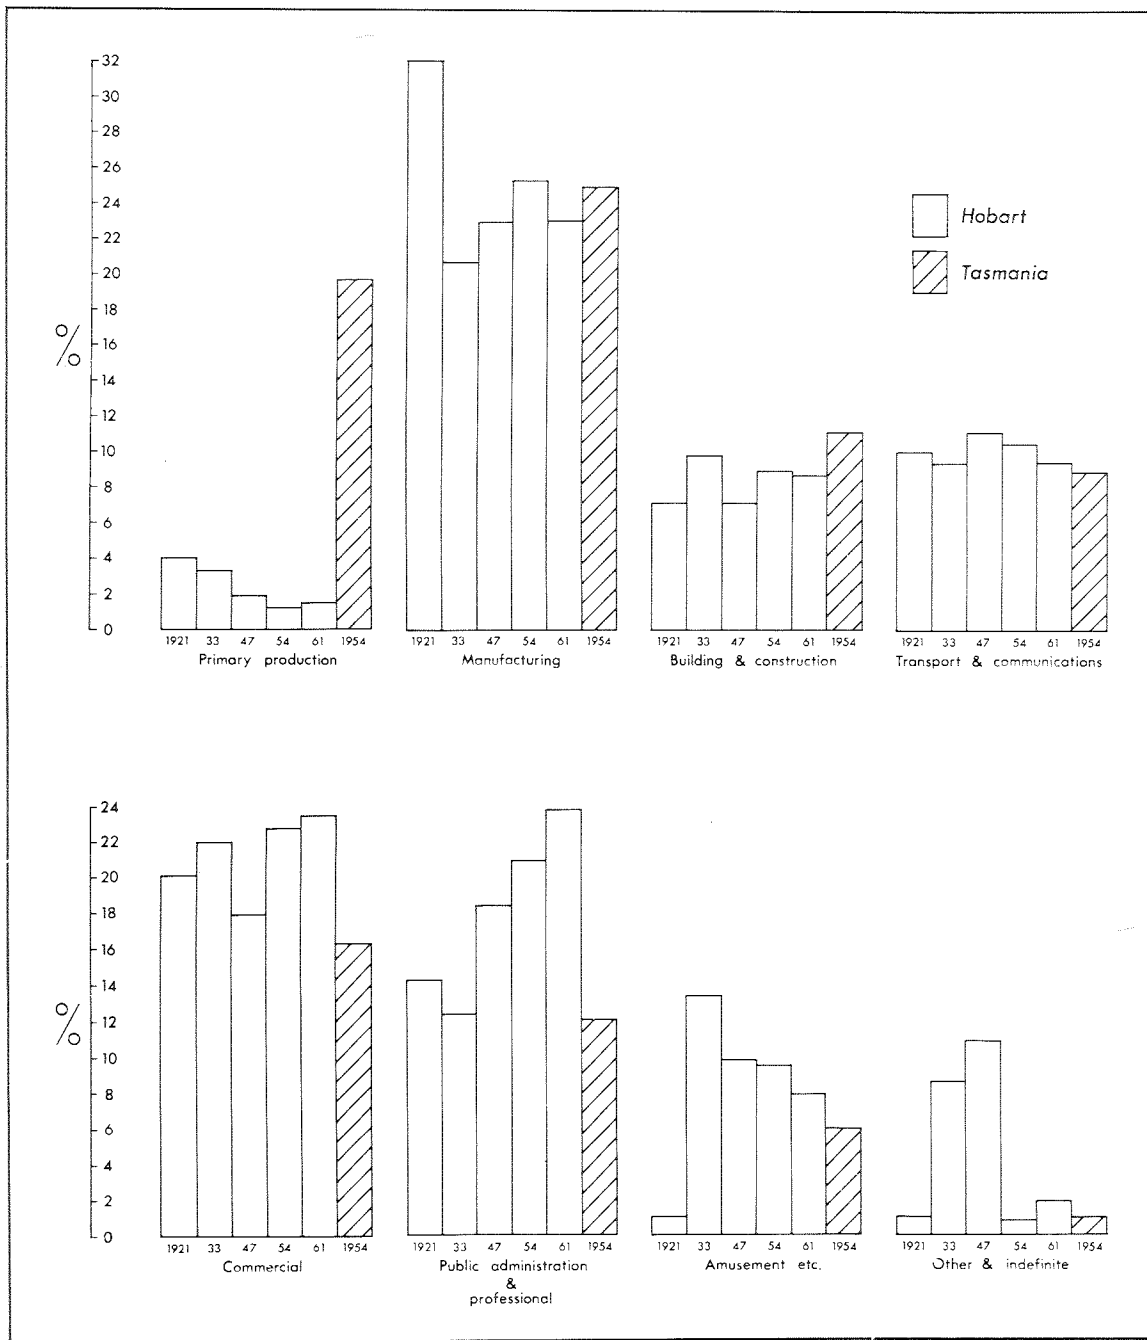 32
30
28
26
24
22
20
18
16
14
12
10
8
6
4
2
0
%
Hobart
Tasmania
1921 33 47 54 61 1954
Primary production
1921 33 47 54 61 1954
Manufacturing
1921 33 47 54 61 1954
Building & construction
1921 33 47 54 61 1954
Transport & communications
24
22
20
18
16
14
12
10
8
6
4
2
0
%
1921 33 47 54 61 1954
Commercial
1921 33 47 54 61 1954
Public administration
&
professional
1921 33 47 54 61 1954
Amusement etc.
1921 33 47 54 61 1954
Other & indefinite